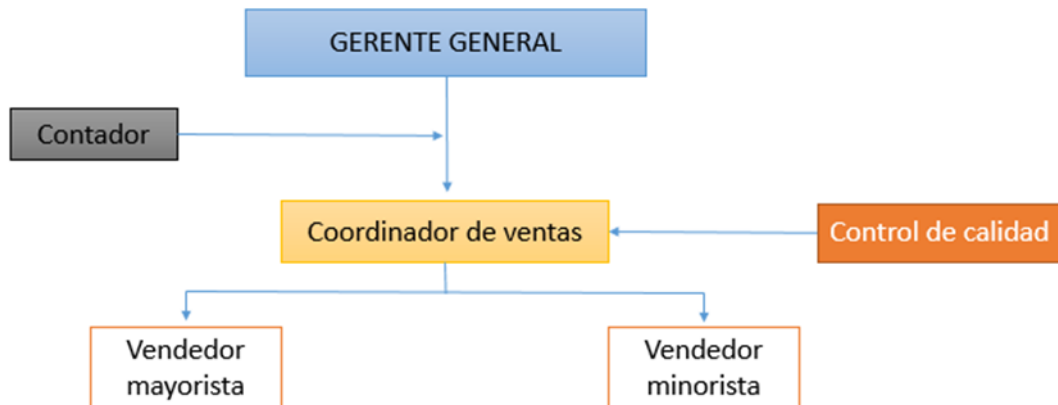 GERENTE GENERAL
Contador
Coordinador de ventas
Control de calidad
Vendedor
mayorista
Vendedor
minorista